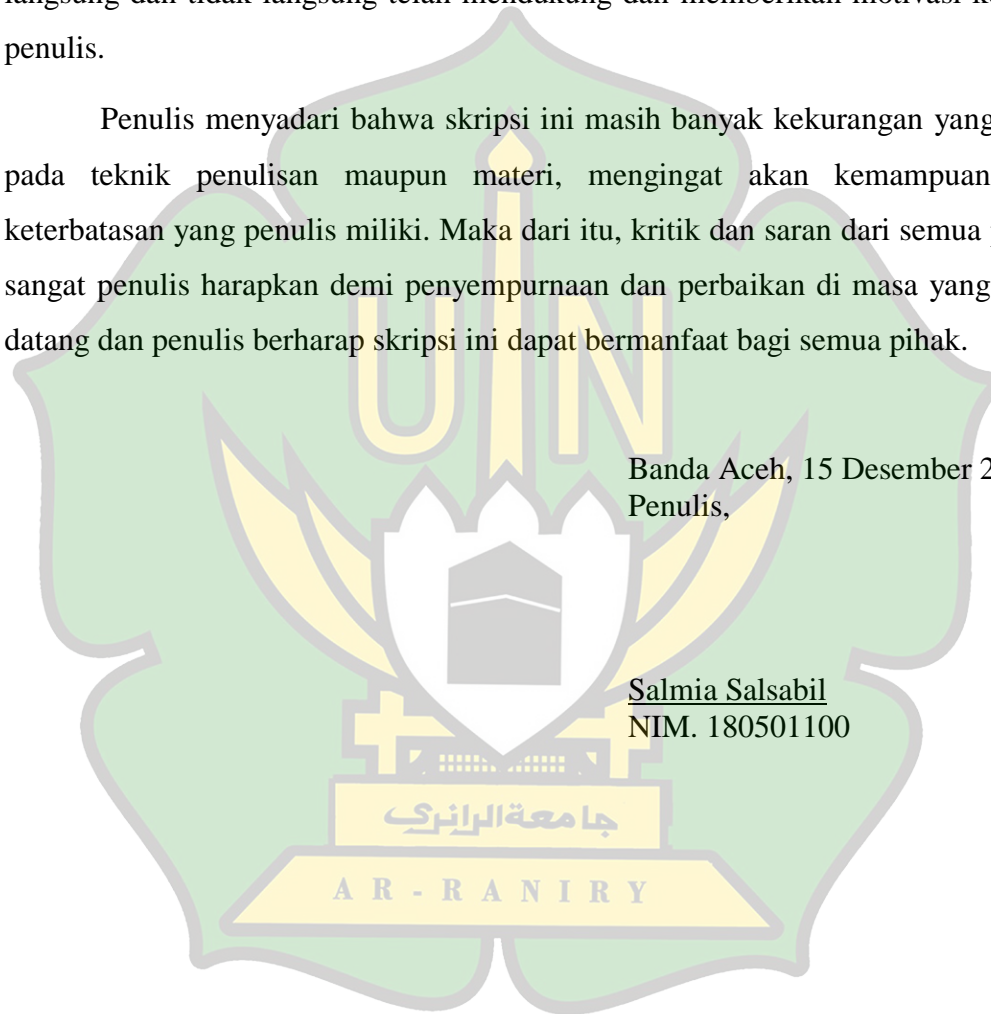 langsung dan tidak langsung telah mendukung dan memberikan motivasi
penulis.
Penulis menyadari bahwa skripsi ini masih banyak kekurangan yang
pada teknik penulisan maupun materi, mengingat akan kemampuan
keterbatasan yang penulis miliki. Maka dari itu, kritik dan saran dari semua
sangat penulis harapkan demi penyempurnaan dan perbaikan di masa yang
datang dan penulis berharap skripsi ini dapat bermanfaat bagi semua pihak.
UIN
Banda Aceh, 15 Desember 2
Penulis,
Salmia Salsabil
NIM. 180501100
جامعةالرانري
AR-RANIRY